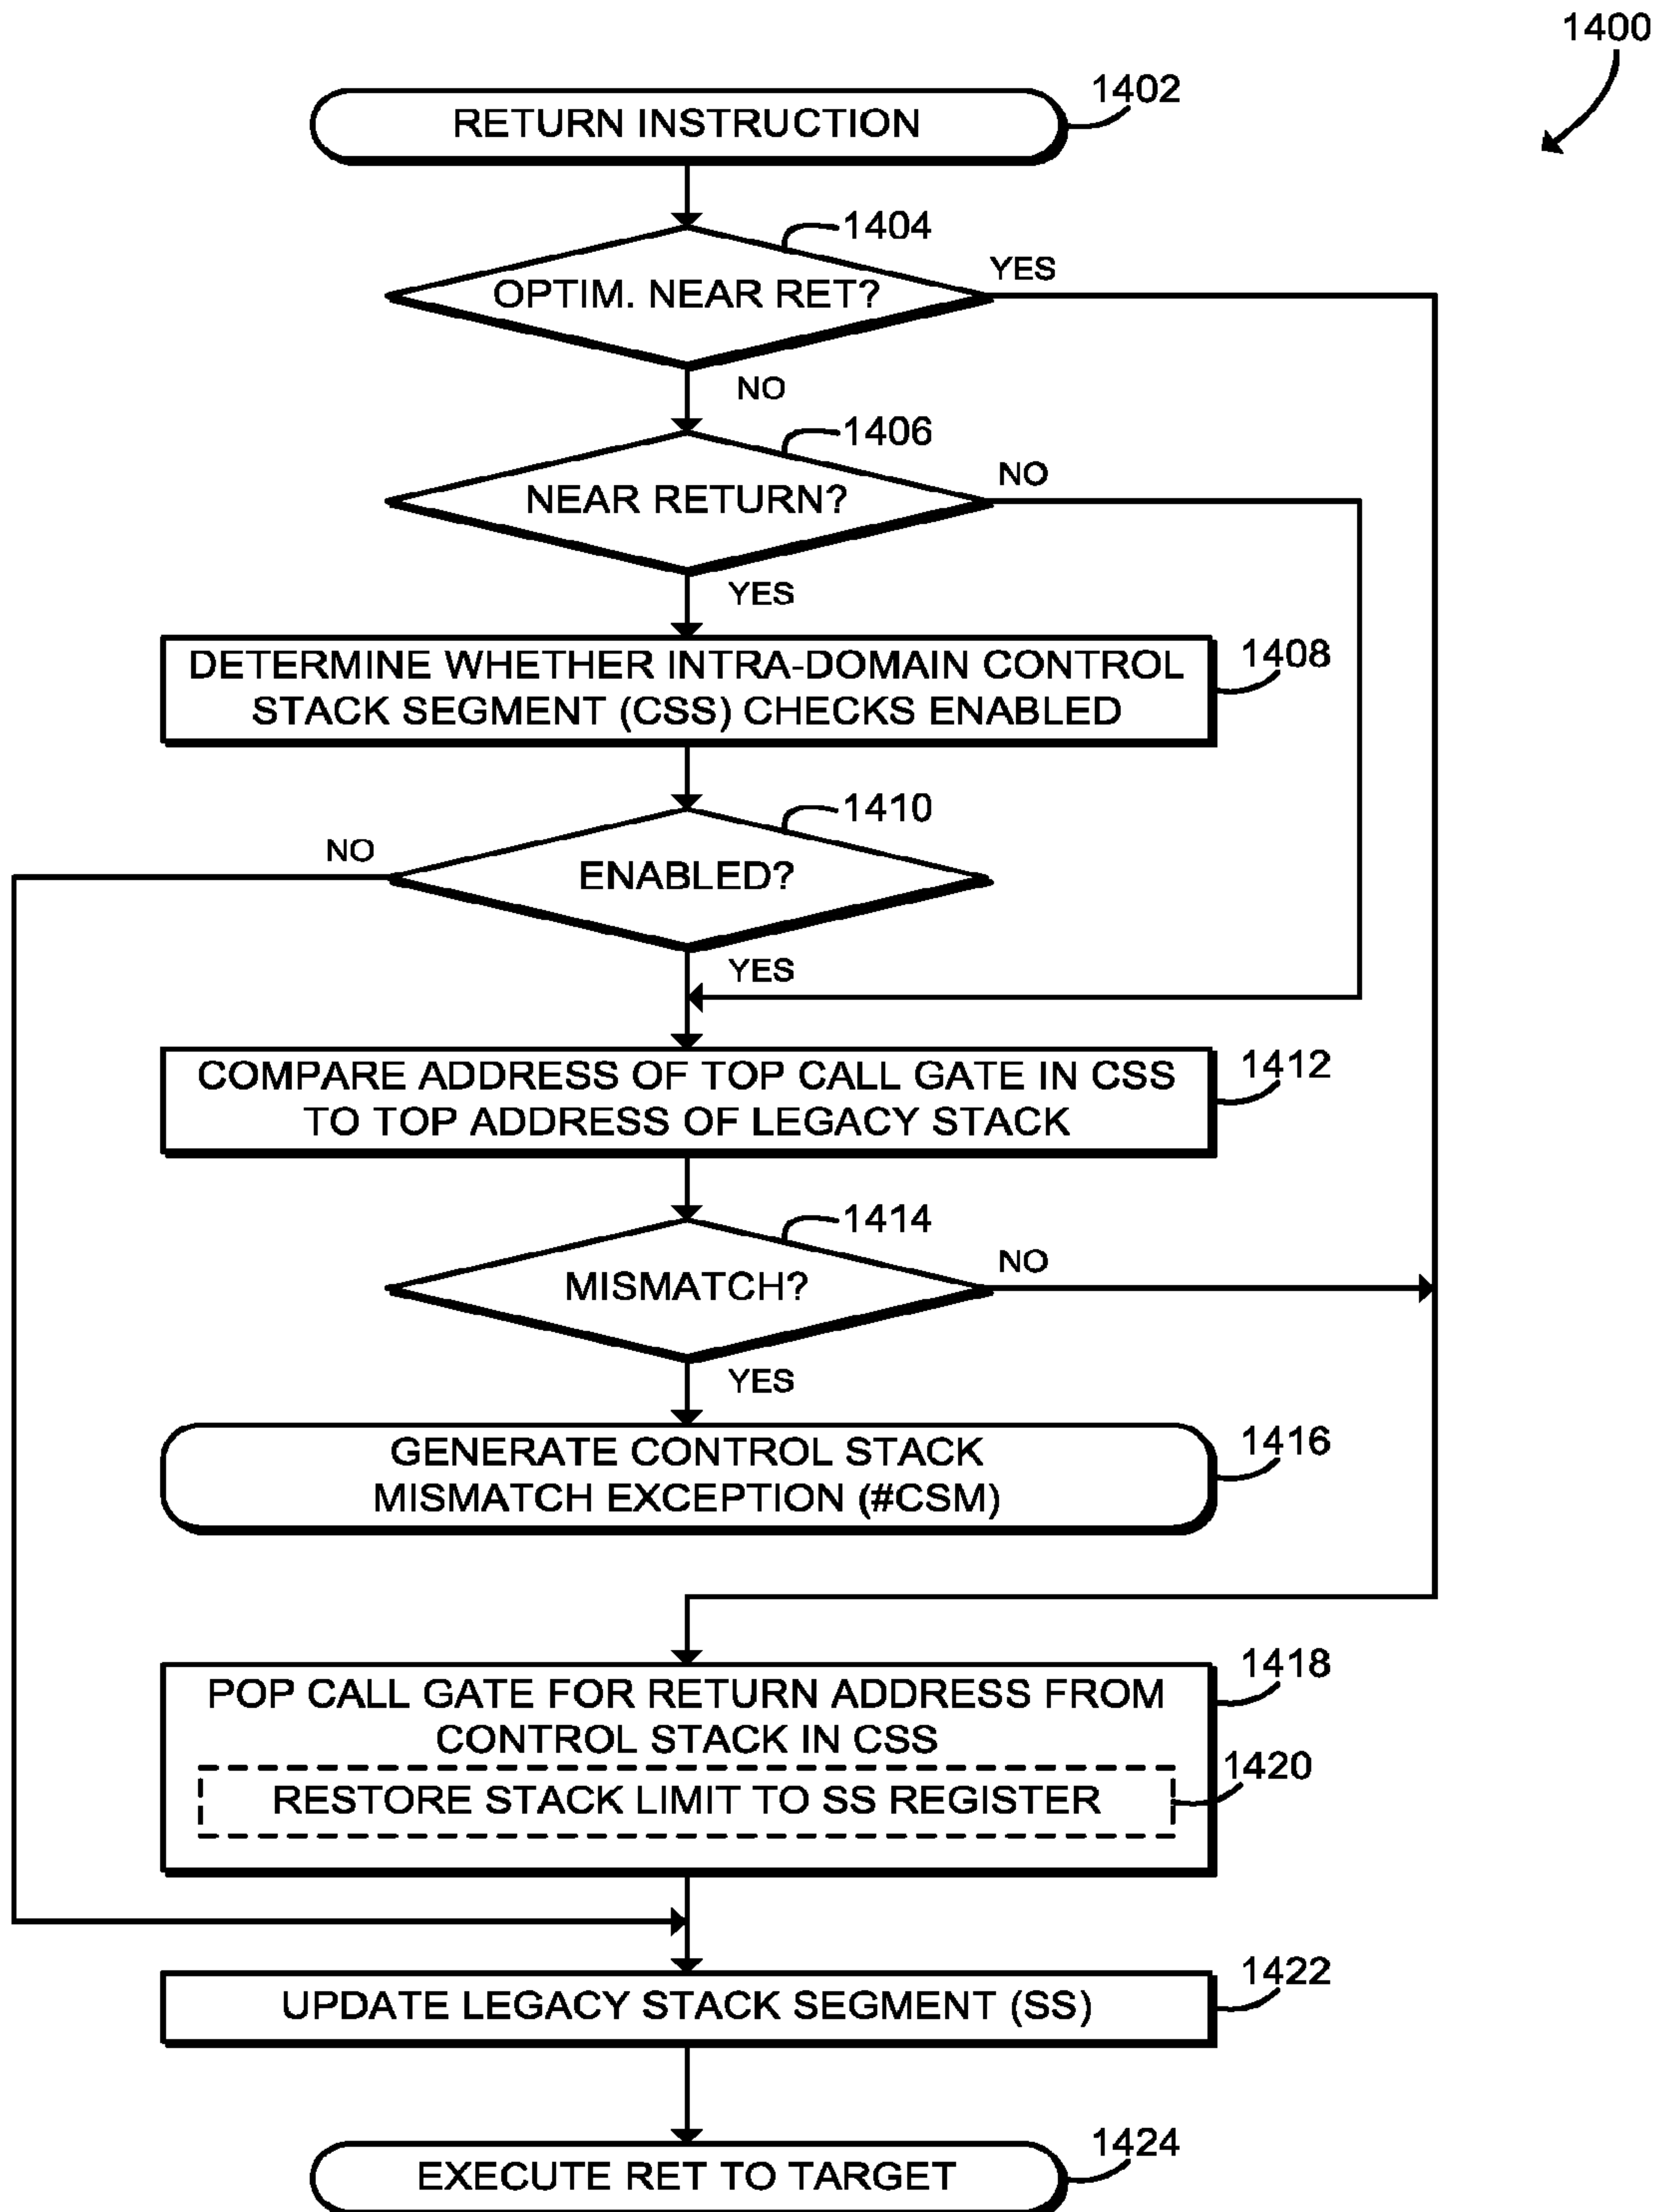 1400
1402
RETURN INSTRUCTION
1404
OPTIM. NEAR RET?
YES
NO
1406
NEAR RETURN?
NO
YES
1408
DETERMINE WHETHER INTRA-DOMAIN CONTROL
STACK SEGMENT (CSS) CHECKS ENABLED
1410
ENABLED?
NO
YES
1412
COMPARE ADDRESS OF TOP CALL GATE IN CSS
TO TOP ADDRESS OF LEGACY STACK
1414
MISMATCH?
NO
YES
1416
GENERATE CONTROL STACK
MISMATCH EXCEPTION (#CSM)
1418
POP CALL GATE FOR RETURN ADDRESS FROM
CONTROL STACK IN CSS
1420
RESTORE STACK LIMIT TO SS REGISTER
1422
UPDATE LEGACY STACK SEGMENT (SS)
1424
EXECUTE RET TO TARGET